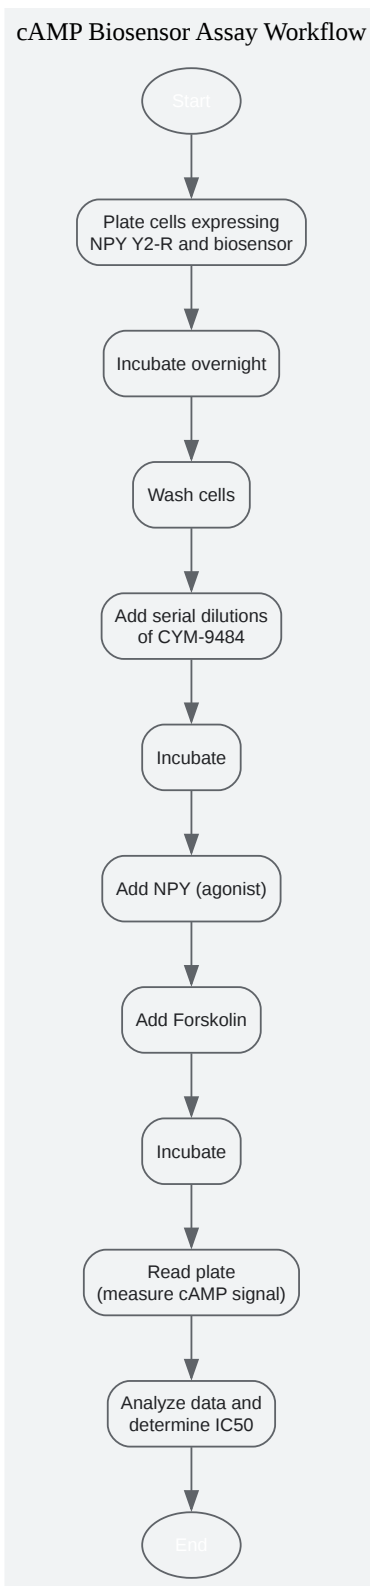 cAMP Biosensor Assay Workflow
Start
Plate cells expressing
NPY Y2-R and biosensor
Incubate overnight
Wash cells
Add serial dilutions
of CYM-9484
Incubate
Add NPY (agonist)
Add Forskolin
Incubate
Read plate
(measure cAMP signal)
Analyze data and
determine IC50
End